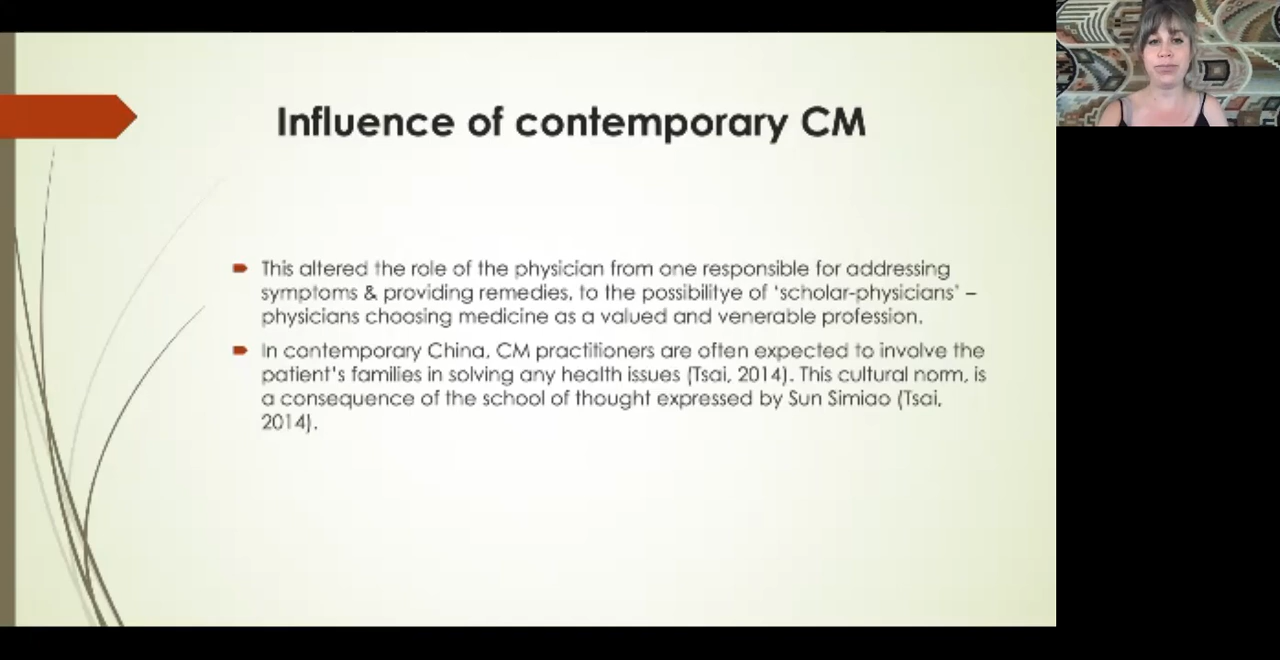 Influence of contemporary CM
This altered the role of the physician from one responsible for addressing
symptoms & providing remedies, to the possibilitye of ‘scholar-physicians’ –
physicians choosing medicine as a valued and venerable profession.
In contemporary China, CM practitioners are often expected to involve the
patient’s families in solving any health issues (Tsai, 2014). This cultural norm, is
a consequence of the school of thought expressed by Sun Simiao (Tsai,
2014).